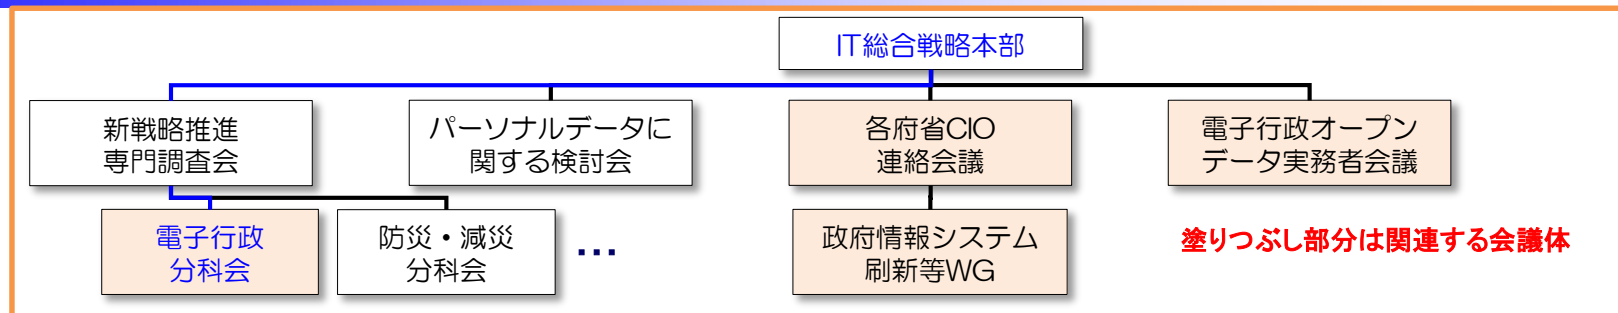 IT総合戦略本部
新戦略推進
専門調査会
パーソナルデータに
関する検討会
各府省CIO
連絡会議
電子行政オープン
データ実務者会議
電子行政
分科会
防災・減災
分科会
…
政府情報システム
刷新等WG
塗りつぶし部分は関連する会議体